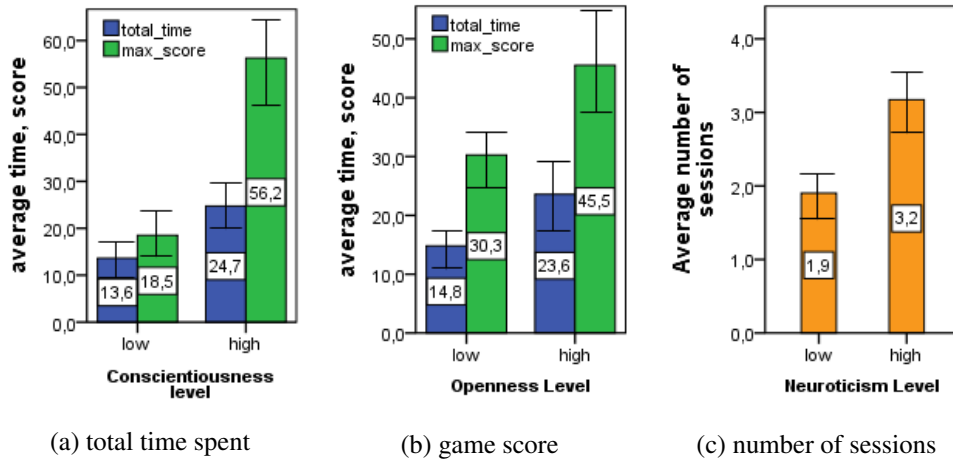 average time, score
60,0
50,0
40,0
30,0
20,0
10,0
0,0
total_time
max_score
13,6
18,5
24,7
56,2
low
high
Conscientiousness
level
(a) total time spent
average time, score
50,0
40,0
30,0
20,0
10,0
0,0
total_time
max_score
14,8
30,3
23,6
45,5
low
high
Openness Level
(b) game score
Average number of
sessions
4,0
3,0
2,0
1,0
0,0
1,9
3,2
low
high
Neuroticism Level
(c) number of sessions